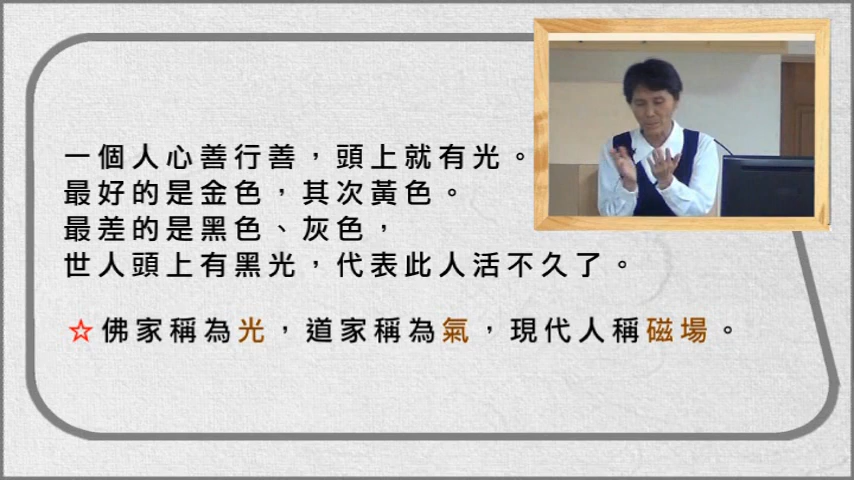 一個人心善行善，頭上就有光。
最好的是金色，其次黃色。
最差的是黑色、灰色，
世人頭上有黑光，代表此人活不久了。
☆佛家稱為光，道家稱為氣，現代人稱磁場。